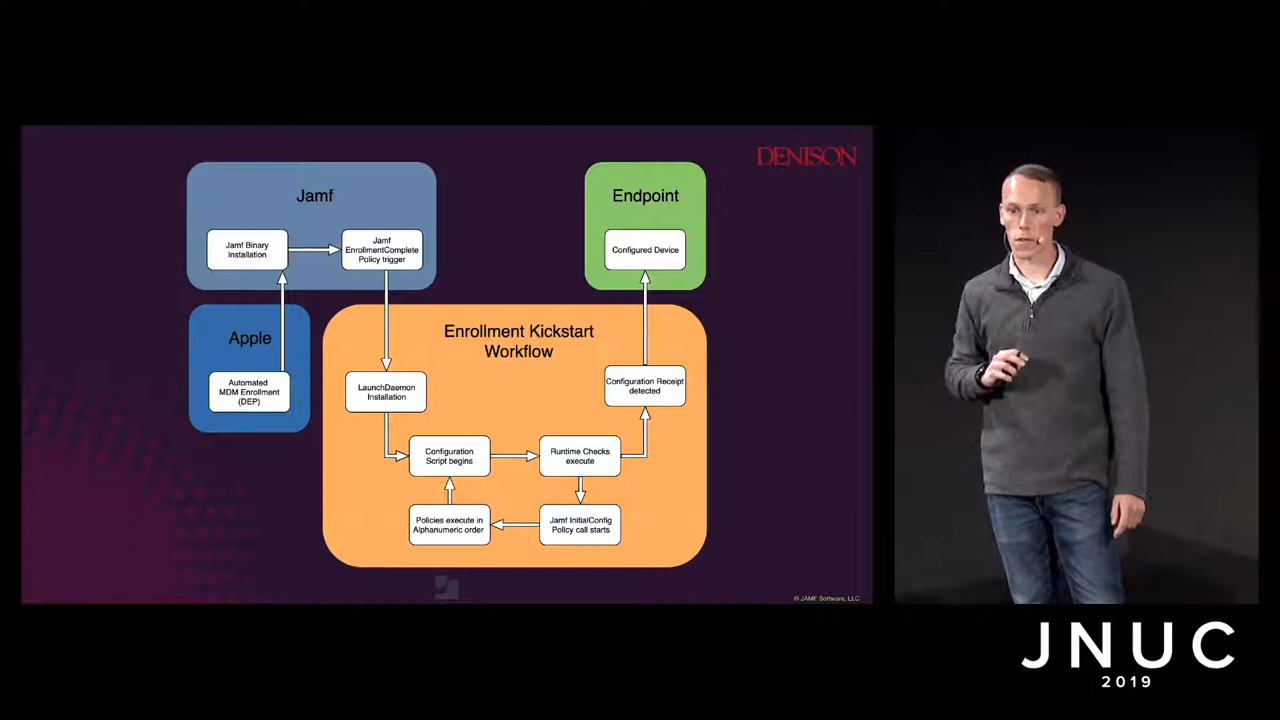 DENISON
Jamf
Jamf Binary
Installation
Jamf
EnrollmentComplete
Policy trigger
Endpoint
Configured Device
Apple
Automated
MDM Enrollment
(DEP)
Enrollment Kickstart
Workflow
LaunchDaemon
Installation
Configuration
Script begins
Runtime Checks
execute
Configuration Receipt
detected
Policies execute in
Alphanumeric order
Jamf InitialConfig
Policy call starts
© JAMF Software, LLC
JNUC
2019